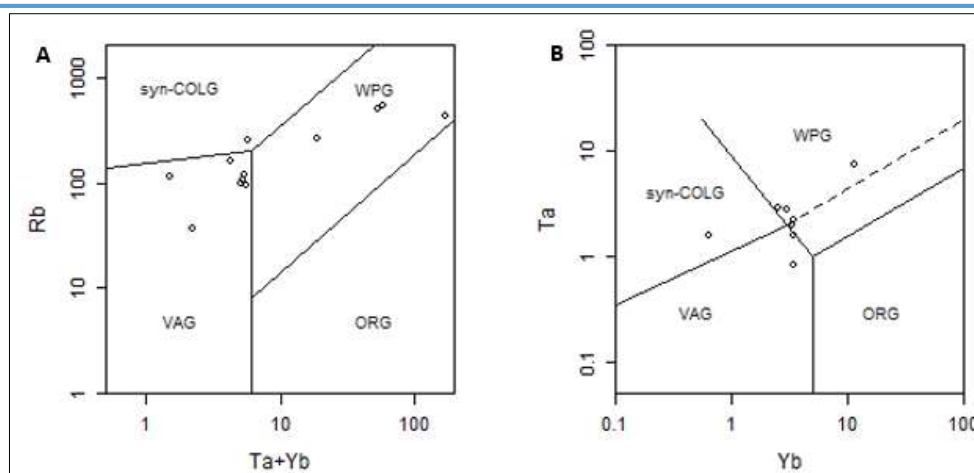 A
syn-COLG
WPG
VAG
ORG
Rb
1
10
100
1000
1
10
100
Ta+Yb
B
WPG
syn-COLG
VAG
ORG
Ta
0.1
1
10
100
0.1
1
10
100
Yb